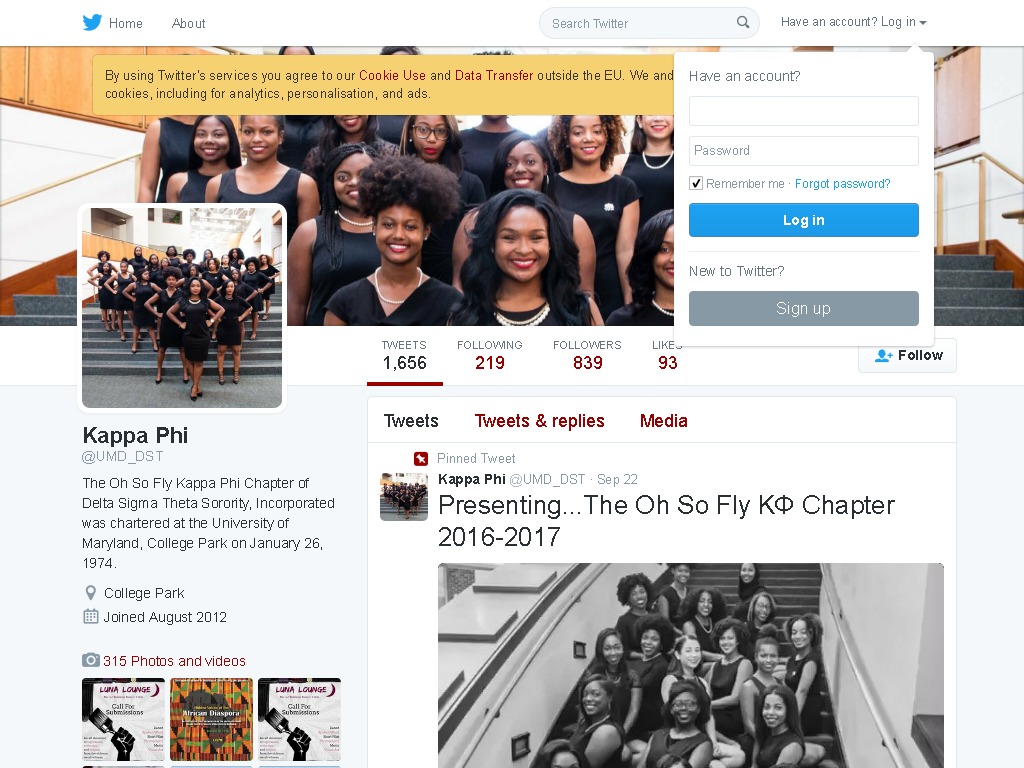 Home
About
Search Twitter
Have an account? Log in
By using Twitter's services you agree to our Cookie Use and Data Transfer outside the EU. We and
cookies, including for analytics, personalisation, and ads.
Have an account?
Password
Remember me · Forgot password?
Log in
New to Twitter?
Sign up
TWEETS
1,656
FOLLOWING
219
FOLLOWERS
839
LIKES
93
Follow
Tweets
Tweets & replies
Media
Kappa Phi
@UMD_DST
The Oh So Fly Kappa Phi Chapter of
Delta Sigma Theta Sorority, Incorporated
was chartered at the University of
Maryland, College Park on January 26,
1974.
College Park
Joined August 2012
315 Photos and videos
LUNA LOUNGE
Call For
Submissions
African Diaspora
LUNA LOUNGE
Call For
Submissions
Pinned Tweet
Kappa Phi @UMD_DST · Sep 22
Presenting...The Oh So Fly KΦ Chapter
2016-2017